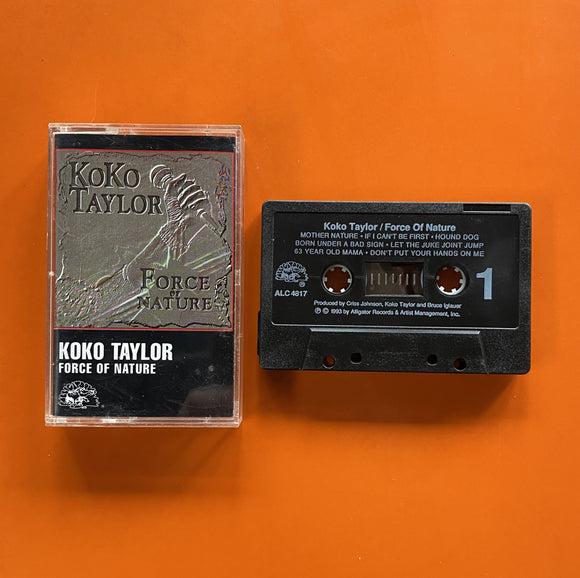 KOKO
TAYLOR
FORCE
OF
NATURE
KOKO TAYLOR
FORCE OF NATURE
Koko Taylor / Force Of Nature
MOTHER NATURE • IF I CAN'T BE FIRST • HOUND DOG
BORN UNDER A BAD SIGN • LET THE JUKE JOINT JUMP
63 YEAR OLD MAMA • DON'T PUT YOUR HANDS ON ME
ALC 4817
1
Produced by Criss Johnson, Koko Taylor and Bruce Iglauer
℗ © 1993 by Alligator Records & Artist Management, Inc.